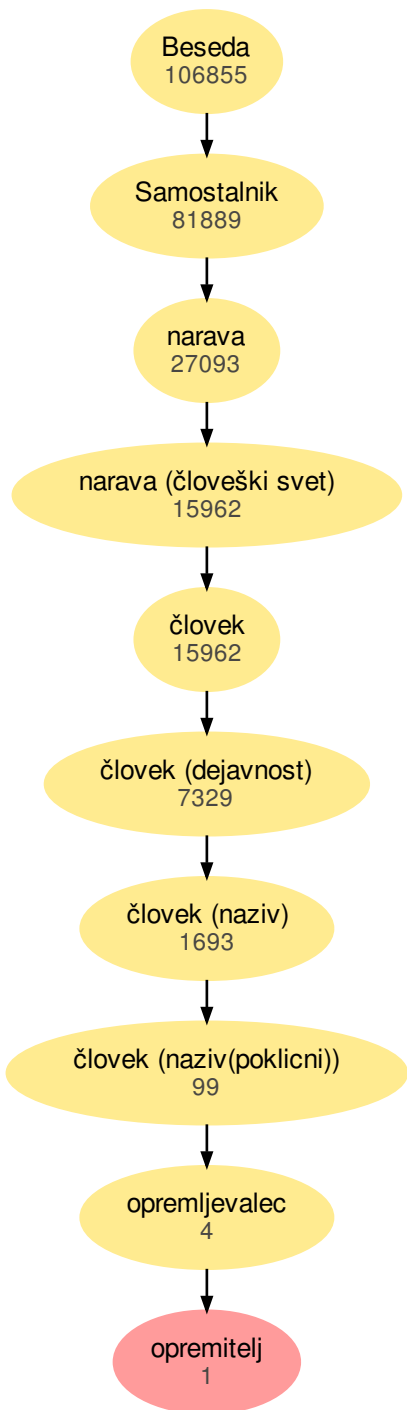 Beseda
106855
Samostalnik
81889
narava
27093
narava (človeški svet)
15962
človek
15962
človek (dejavnost)
7329
človek (naziv)
1693
človek (naziv(poklicni))
99
opremljevalec
4
opremitelj
1